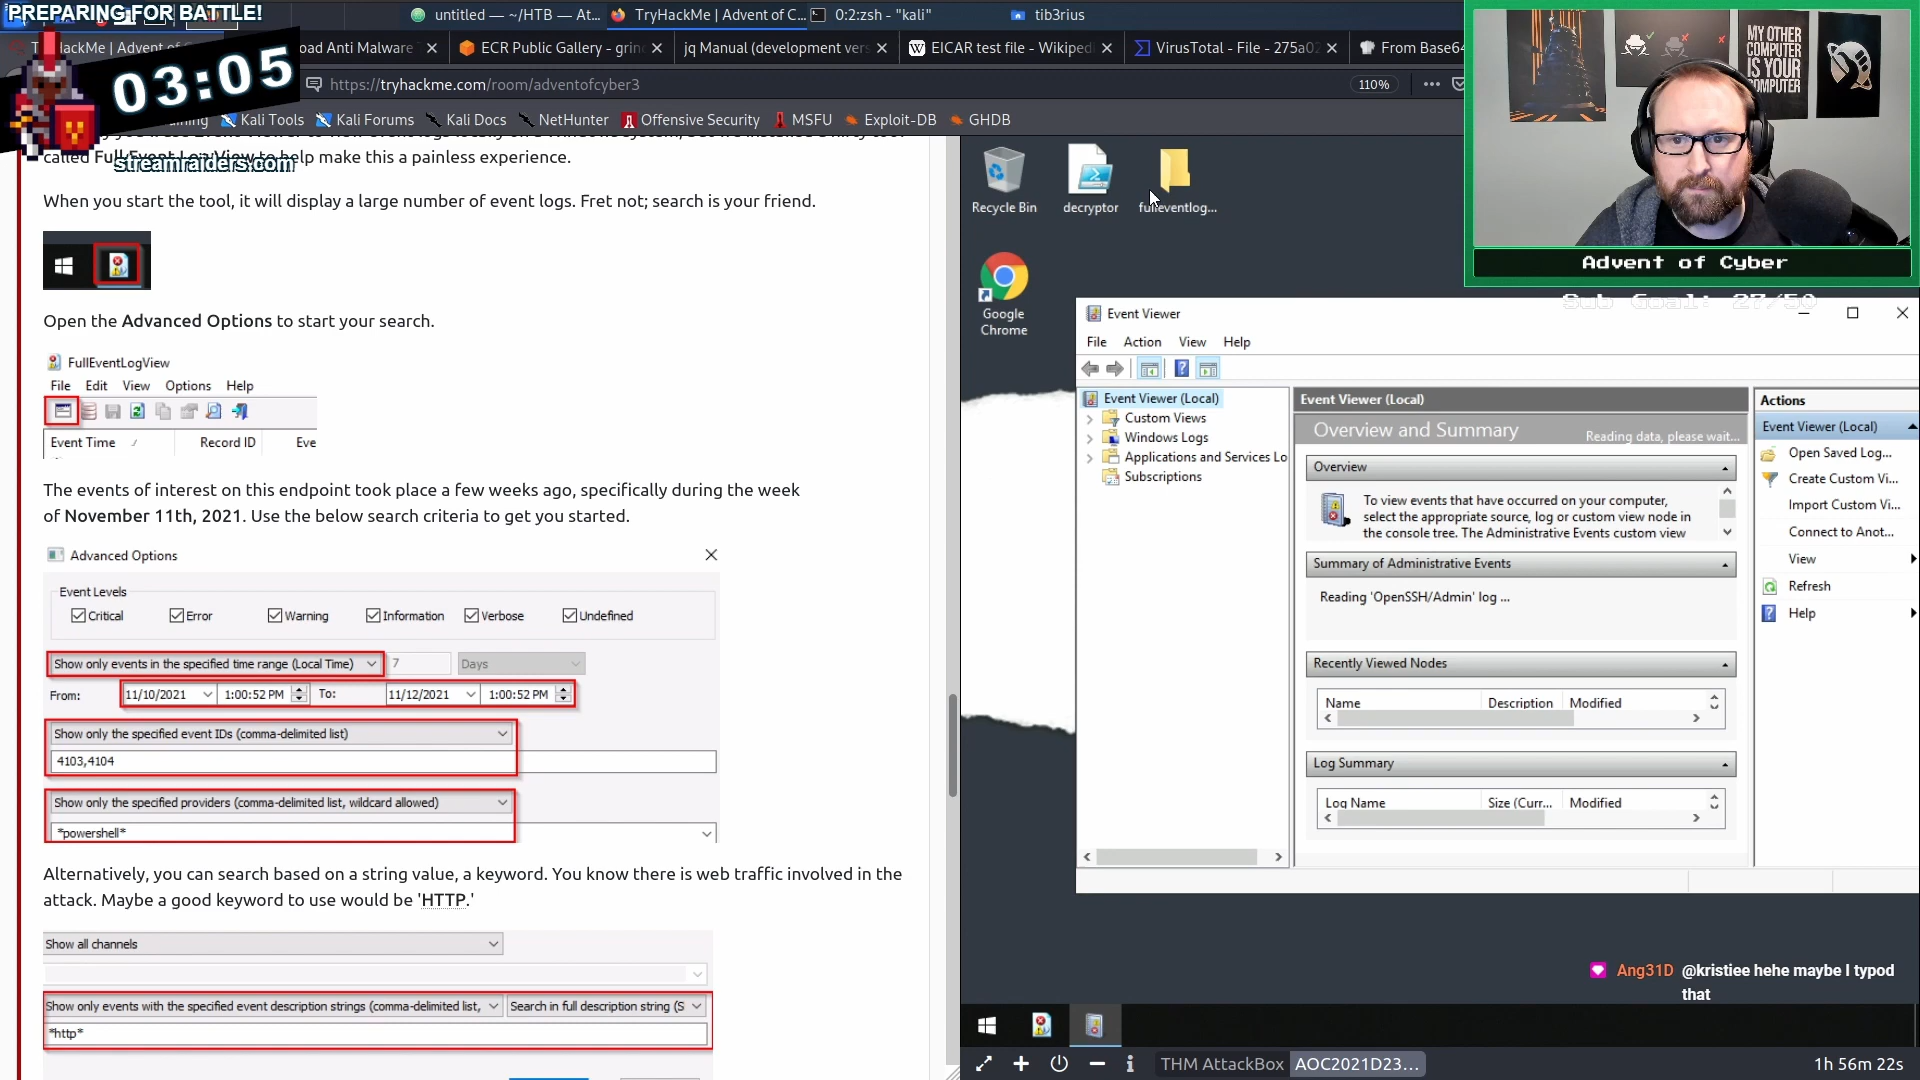 PREPARING FOR BATTLE!
untitled — ~/HTB — At...
TryHackMe | Advent of C...
0:2:zsh - "kali"
tib3rius
HackMe | Advent of
oad Anti Malware
ECR Public Gallery - grin
jq Manual (development ver
EICAR test file - Wikiped
VirusTotal - File - 275a02
From Base64
03:05
https://tryhackme.com/room/adventofcyber3
110%
Kali Tools
Kali Forums
Kali Docs
NetHunter
Offensive Security
MSFU
Exploit-DB
GHDB
streamraiders.com
to help make this a painless experience.
When you start the tool, it will display a large number of event logs. Fret not; search is your friend.
Open the Advanced Options to start your search.
FullEventLogView
File Edit View Options Help
Event Time Record ID Eve
The events of interest on this endpoint took place a few weeks ago, specifically during the week
of November 11th, 2021. Use the below search criteria to get you started.
Advanced Options
Event Levels
Critical Error Warning Information Verbose Undefined
Show only events in the specified time range (Local Time) 7 Days
From: 11/10/2021 1:00:52 PM To: 11/12/2021 1:00:52 PM
Show only the specified event IDs (comma-delimited list)
4103,4104
Show only the specified providers (comma-delimited list, wildcard allowed)
*powershell*
Alternatively, you can search based on a string value, a keyword. You know there is web traffic involved in the
attack. Maybe a good keyword to use would be 'HTTP.'
Show all channels
Show only events with the specified event description strings (comma-delimited list, Search in full description string (S
*http*
Recycle Bin
decryptor
fulleventlog...
Google
Chrome
MY OTHER
COMPUTER
IS YOUR
COMPUTER
Advent of Cyber
Sub Goal: 27/50
Event Viewer
File Action View Help
Event Viewer (Local)
Custom Views
Windows Logs
Applications and Services Lo
Subscriptions
Event Viewer (Local)
Overview and Summary
Reading data, please wait...
Overview
To view events that have occurred on your computer,
select the appropriate source, log or custom view node in
the console tree. The Administrative Events custom view
Summary of Administrative Events
Reading 'OpenSSH/Admin' log ...
Recently Viewed Nodes
Name Description Modified
Log Summary
Log Name Size (Curr... Modified
Actions
Event Viewer (Local)
Open Saved Log...
Create Custom Vi...
Import Custom Vi...
Connect to Anot...
View
Refresh
Help
Ang31D @kristiee hehe maybe I typod
that
THM AttackBox
AOC2021D23...
1h 56m 22s